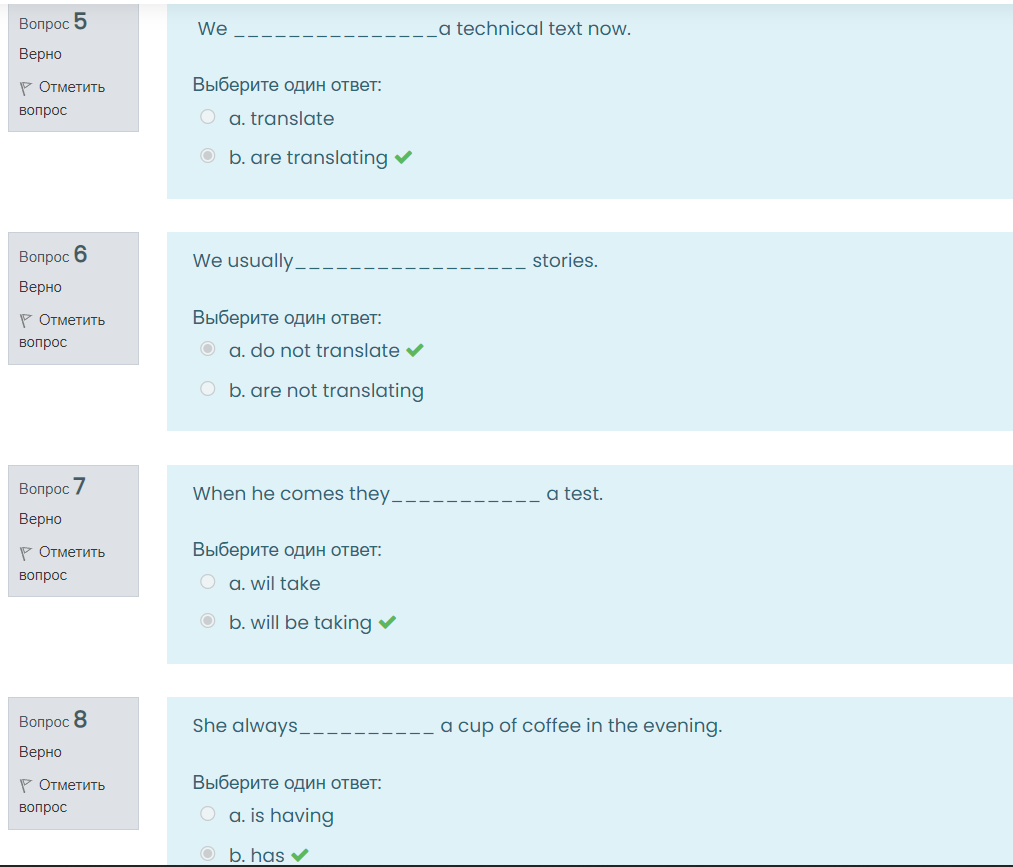 Вопрос 5
Верно
Отметить
вопрос
We _______________a technical text now.
Выберите один ответ:
a. translate
b. are translating
Вопрос 6
Верно
Отметить
вопрос
We usually_________________ stories.
Выберите один ответ:
a. do not translate
b. are not translating
Вопрос 7
Верно
Отметить
вопрос
When he comes they___________ a test.
Выберите один ответ:
a. wil take
b. will be taking
Вопрос 8
Верно
Отметить
вопрос
She always__________ a cup of coffee in the evening.
Выберите один ответ:
a. is having
b. has